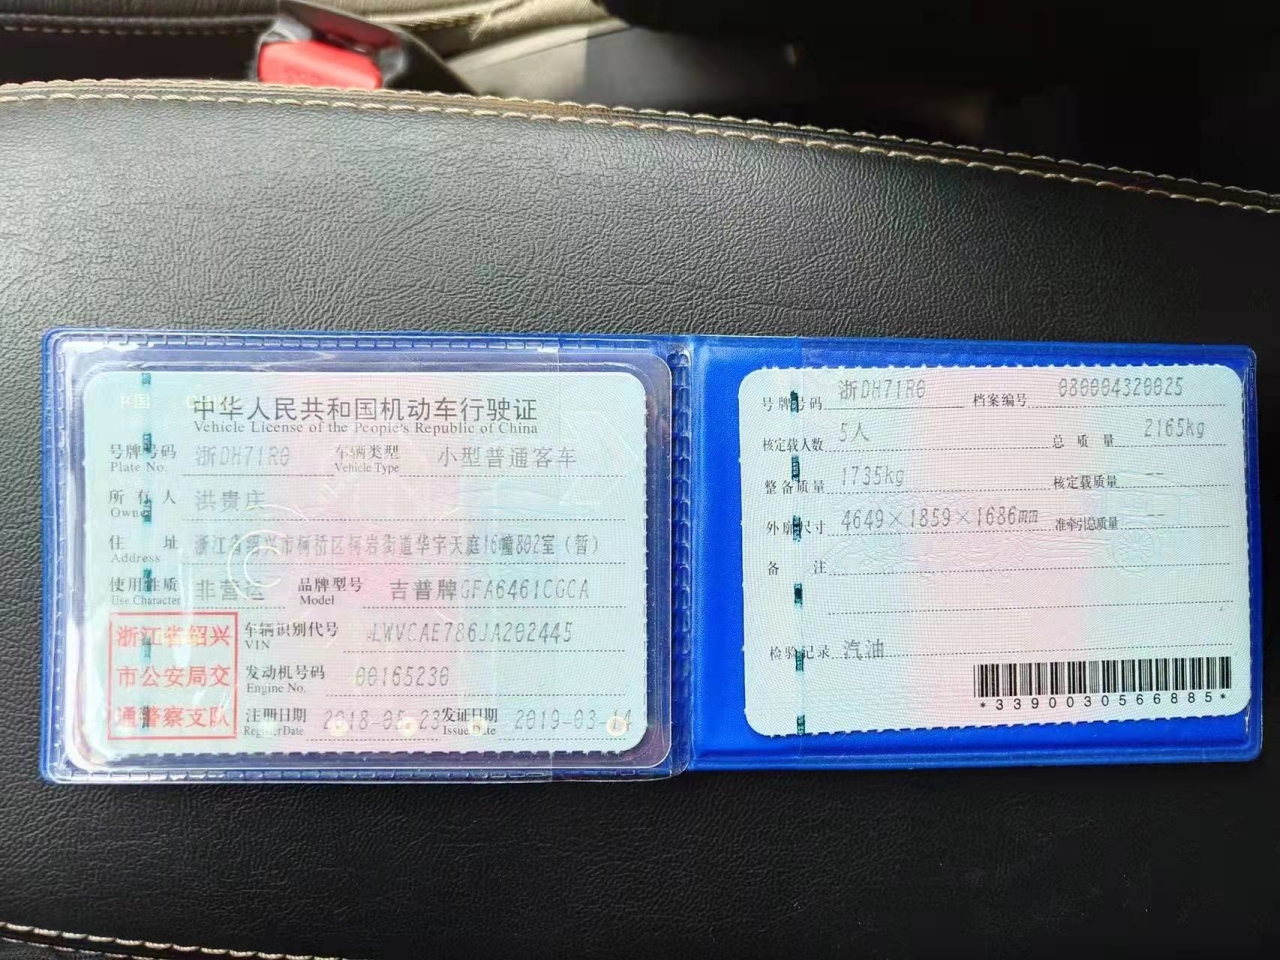 中国
中华人民共和国机动车行驶证
Vehicle License of the People's Republic of China
号牌号码 浙DH71R0 车辆类型 小型普通客车
Plate No. Vehicle Type
所有人 洪贵庆
Owner
住址 浙江省绍兴市柯桥区柯岩街道华宇天庭16幢802室（暂）
Address
使用性质 非营运 品牌型号 吉普牌GFA6461CGCA
Use Character Model
浙江省绍兴
市公安局交
通警察支队
车辆识别代号 LWVCAE786JA202445
VIN
发动机号码 00165230
Engine No.
注册日期 2018-05-23 发证日期 2019-03-14
Register Date Issue Date
号牌号码 浙DH71R0 档案编号 080004320025
核定载人数 5人 总质量 2165kg
整备质量 1735kg 核定载质量 --
外廓尺寸 4649×1859×1686mm 准牵引总质量 --
备注
检验记录 汽油
*3390030566885*